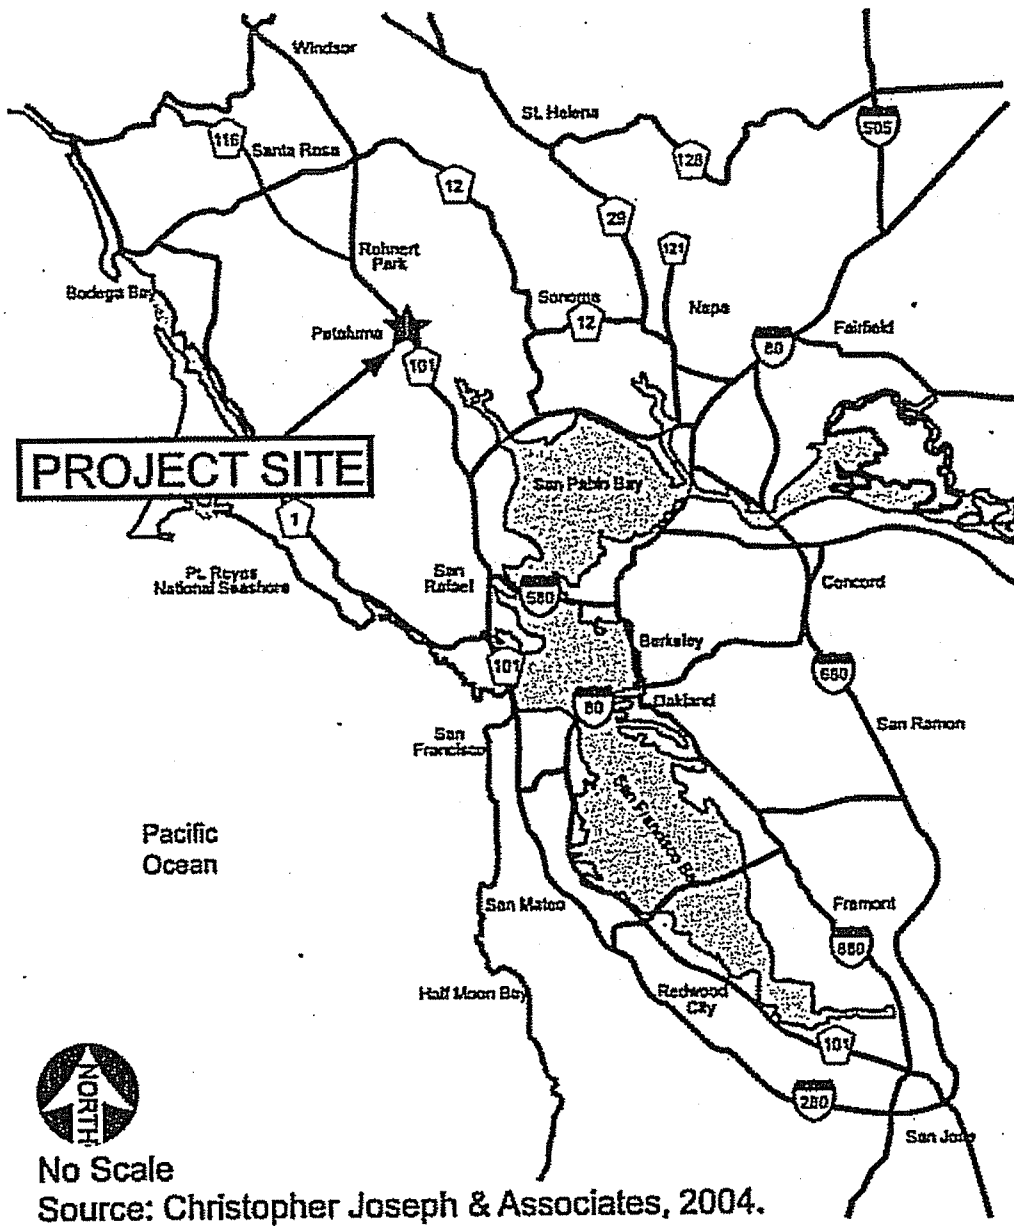 Windsor
St. Helena
505
116
Santa Rosa
128
12
29
121
Rohnert
Park
Bodega Bay
Sonoma
Napa
12
Petaluma
80
Fairfield
101
PROJECT SITE
San Pablo Bay
1
Pt. Reyes
National Seashore
San
Rafael
580
Concord
Berkeley
101
680
80
Oakland
San Ramon
San
Francisco
San Francisco Bay
Pacific
Ocean
San Mateo
Fremont
880
Half Moon Bay
Redwood
City
101
280
NORTH
San Jose
No Scale
Source: Christopher Joseph & Associates, 2004.